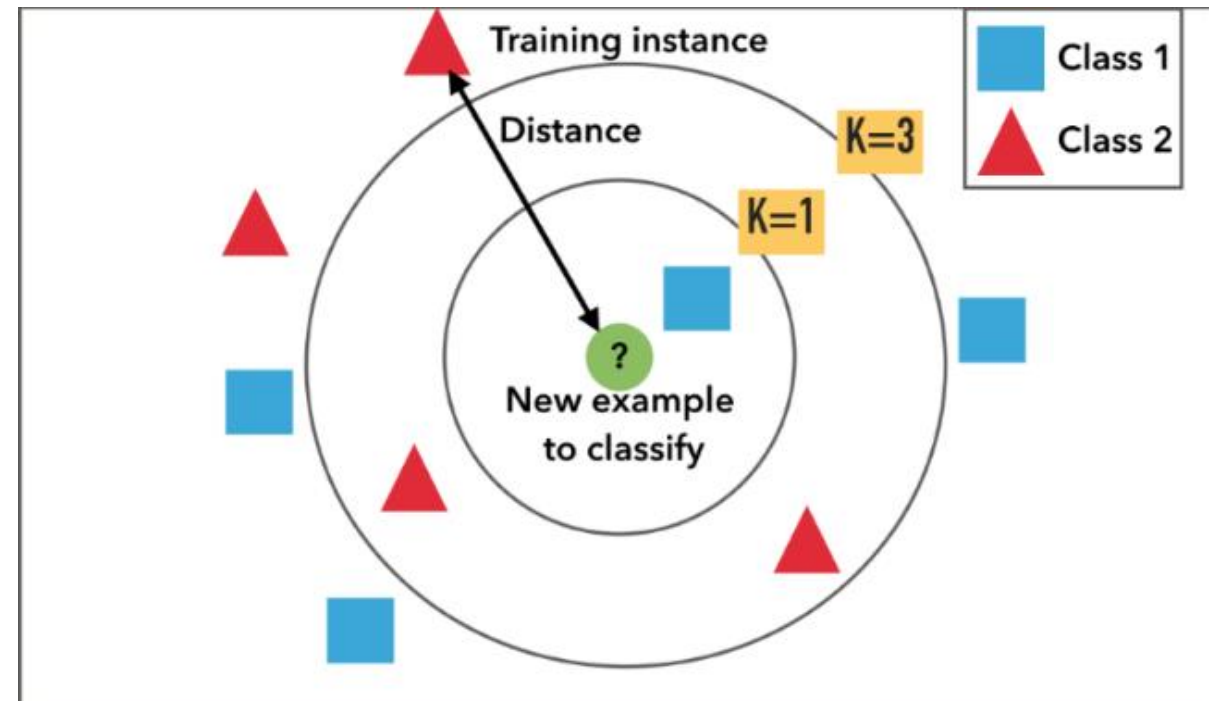 Training instance
Class 1
Distance
K=3
Class 2
K=1
?
New example
to classify